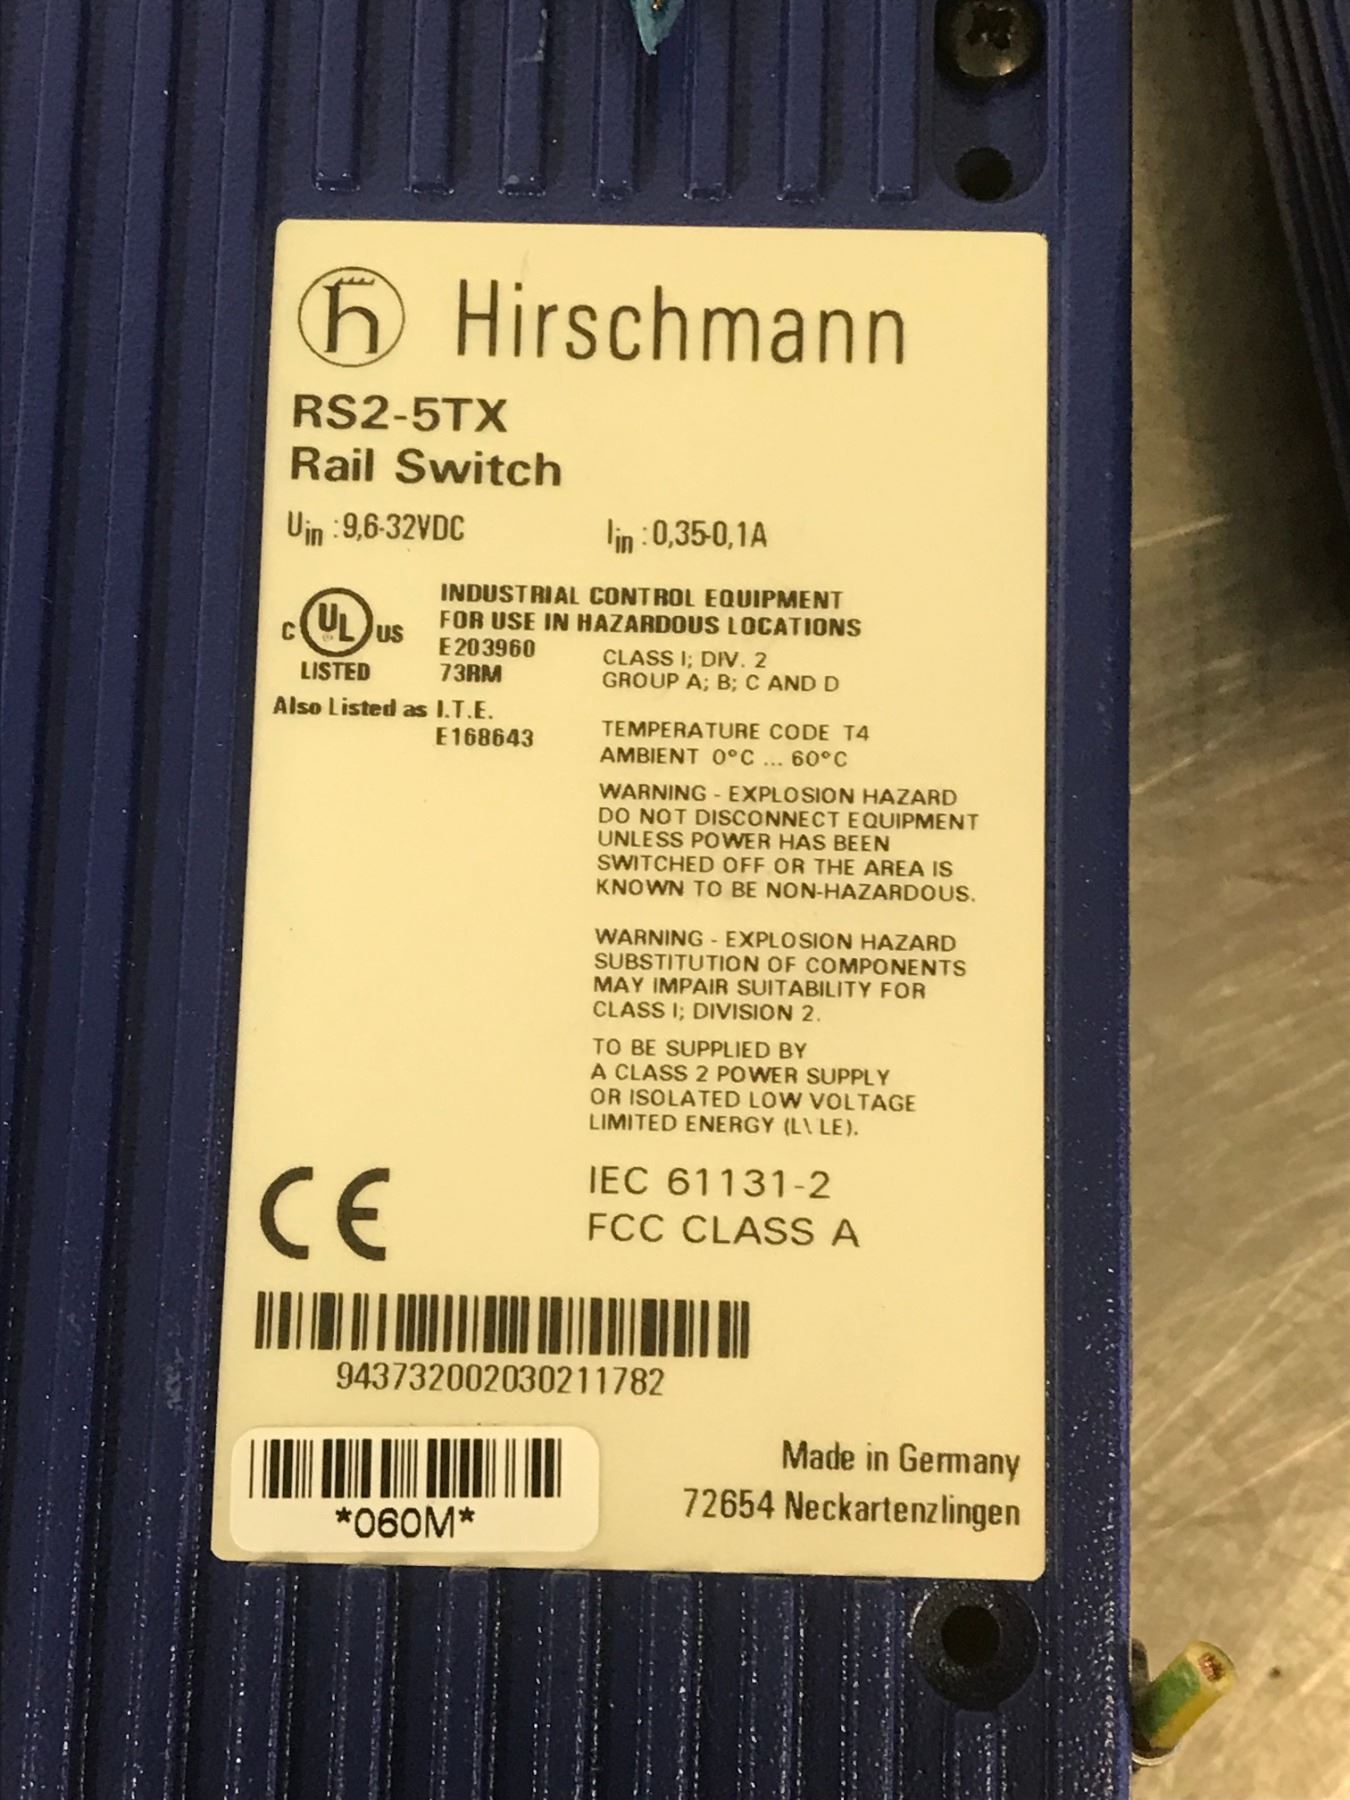 h Hirschmann
RS2-5TX
Rail Switch
Uin :9,6-32VDC Iin :0,35-0,1A
INDUSTRIAL CONTROL EQUIPMENT
FOR USE IN HAZARDOUS LOCATIONS
C UL US
LISTED
E203960
73RM
CLASS I; DIV. 2
GROUP A; B; C AND D
Also Listed as I.T.E.
E168643
TEMPERATURE CODE T4
AMBIENT 0°C ... 60°C
WARNING - EXPLOSION HAZARD
DO NOT DISCONNECT EQUIPMENT
UNLESS POWER HAS BEEN
SWITCHED OFF OR THE AREA IS
KNOWN TO BE NON-HAZARDOUS.
WARNING - EXPLOSION HAZARD
SUBSTITUTION OF COMPONENTS
MAY IMPAIR SUITABILITY FOR
CLASS I; DIVISION 2.
TO BE SUPPLIED BY
A CLASS 2 POWER SUPPLY
OR ISOLATED LOW VOLTAGE
LIMITED ENERGY (L\ LE).
CE
IEC 61131-2
FCC CLASS A
943732002030211782
*060M*
Made in Germany
72654 Neckartenzlingen